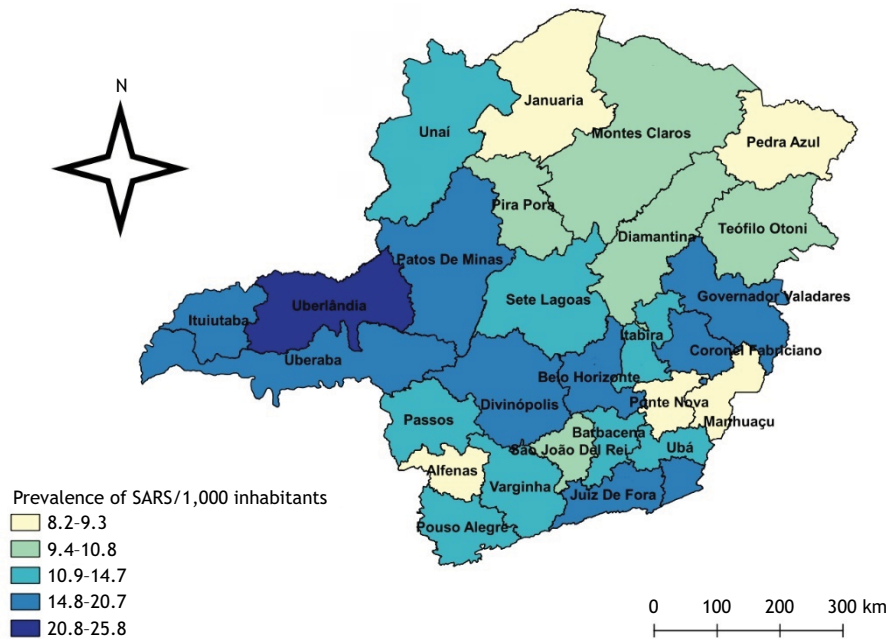 N
Januaria
Unaí
Montes Claros
Pedra Azul
Pira Pora
Teófilo Otoni
Diamantina
Patos De Minas
Governador Valadares
Uberlândia
Sete Lagoas
Ituiutaba
Itabira
Coronel Fabriciano
Uberaba
Belo Horizonte
Divinópolis
Ponte Nova
Passos
Manhuaçu
Barbacena
São João Del Rei
Ubá
Alfenas
Varginha
Juiz De Fora
Pouso Alegre
Prevalence of SARS/1,000 inhabitants
8.2-9.3
9.4-10.8
10.9-14.7
14.8-20.7
20.8-25.8
0 100 200 300 km